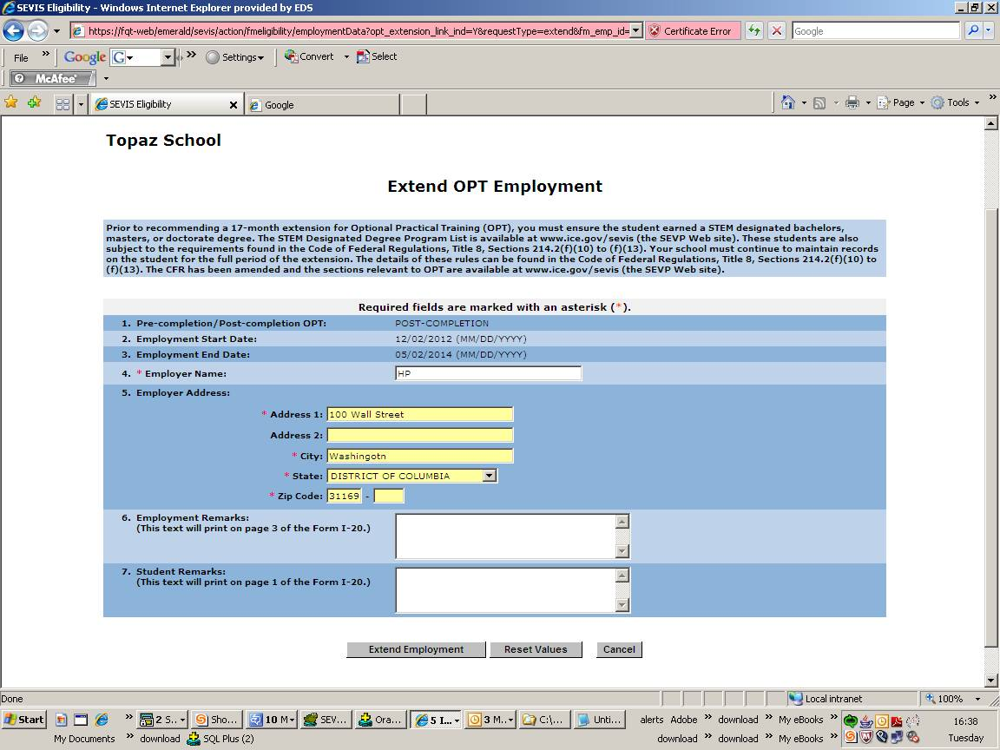 SEVIS Eligibility - Windows Internet Explorer provided by EDS
https://fqt-web/emerald/sevis/action/fmeligibility/employmentData?opt_extension_link_ind=Y&requestType=extend&fm_emp_id=
Certificate Error
Google
File
Google
G
Settings
Convert
Select
McAfee
SEVIS Eligibility
Google
Page
Tools
Topaz School
Extend OPT Employment
Prior to recommending a 17-month extension for Optional Practical Training (OPT), you must ensure the student earned a STEM designated bachelors,
masters, or doctorate degree. The STEM Designated Degree Program List is available at www.ice.gov/sevis (the SEVP Web site). These students are also
subject to the requirements found in the Code of Federal Regulations, Title 8, Sections 214.2(f)(10) to (f)(13). Your school must continue to maintain records
on the student for the full period of the extension. The details of these rules can be found in the Code of Federal Regulations, Title 8, Sections 214.2(f)(10) to
(f)(13). The CFR has been amended and the sections relevant to OPT are available at www.ice.gov/sevis (the SEVP Web site).
Required fields are marked with an asterisk (*).
1. Pre-completion/Post-completion OPT: POST-COMPLETION
2. Employment Start Date: 12/02/2012 (MM/DD/YYYY)
3. Employment End Date: 05/02/2014 (MM/DD/YYYY)
4. * Employer Name: HP
5. Employer Address:
* Address 1: 100 Wall Street
Address 2:
* City: Washingotn
* State: DISTRICT OF COLUMBIA
* Zip Code: 31169 -
6. Employment Remarks:
(This text will print on page 3 of the Form I-20.)
7. Student Remarks:
(This text will print on page 1 of the Form I-20.)
Extend Employment Reset Values Cancel
Done
Local intranet
100%
Start
2 S..
Sho...
10 M
SEV...
Ora...
5 I...
3 M..
C:\...
Unti...
alerts Adobe » download » My eBooks »
16:38
My Documents » download
SQL Plus (2)
download » download » My eBooks »
Tuesday